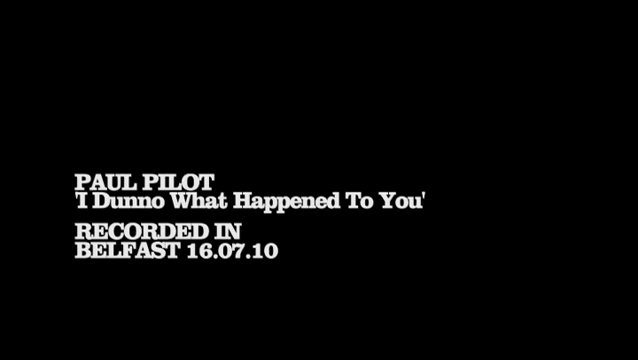 PAUL PILOT
'I Dunno What Happened To You'
RECORDED IN
BELFAST 16.07.10